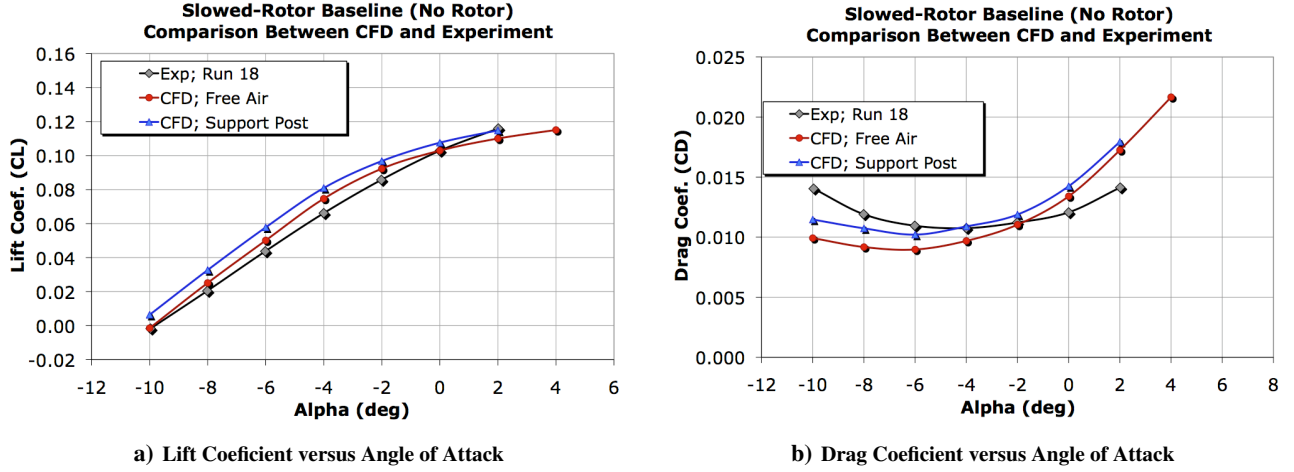 Slowed-Rotor Baseline (No Rotor)
Comparison Between CFD and Experiment
0.16
0.14
0.12
0.10
0.08
0.06
0.04
0.02
0.00
-0.02
Lift Coef. (CL)
Exp; Run 18
CFD; Free Air
CFD; Support Post
-12 -10 -8 -6 -4 -2 0 2 4 6
Alpha (deg)
a) Lift Coeficient versus Angle of Attack
Slowed-Rotor Baseline (No Rotor)
Comparison Between CFD and Experiment
0.025
0.020
0.015
0.010
0.005
0.000
Drag Coef. (CD)
Exp; Run 18
CFD; Free Air
CFD; Support Post
-12 -10 -8 -6 -4 -2 0 2 4 6 8
Alpha (deg)
b) Drag Coeficient versus Angle of Attack